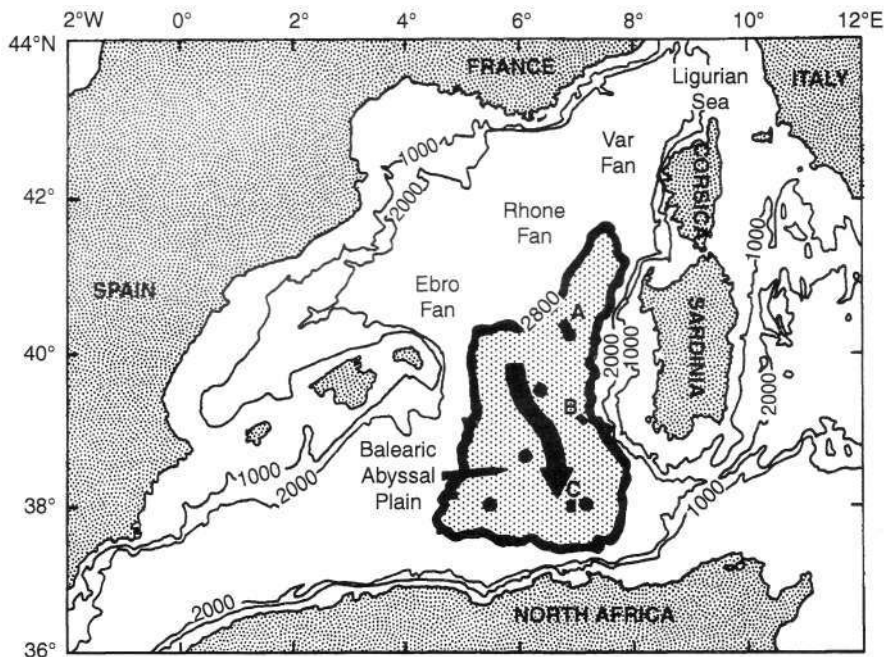 2°W 0° 2° 4° 6° 8° 10° 12°E
44°N
FRANCE
Ligurian
Sea
ITALY
Var
Fan
CORSICA
1000
2000
42°
Rhone
Fan
1000
SPAIN
Ebro
Fan
2800
A
SARDINIA
2000
1000
40°
2000
B
Balearic
Abyssal
Plain
1000
2000
C
38°
1000
2000
NORTH AFRICA
36°